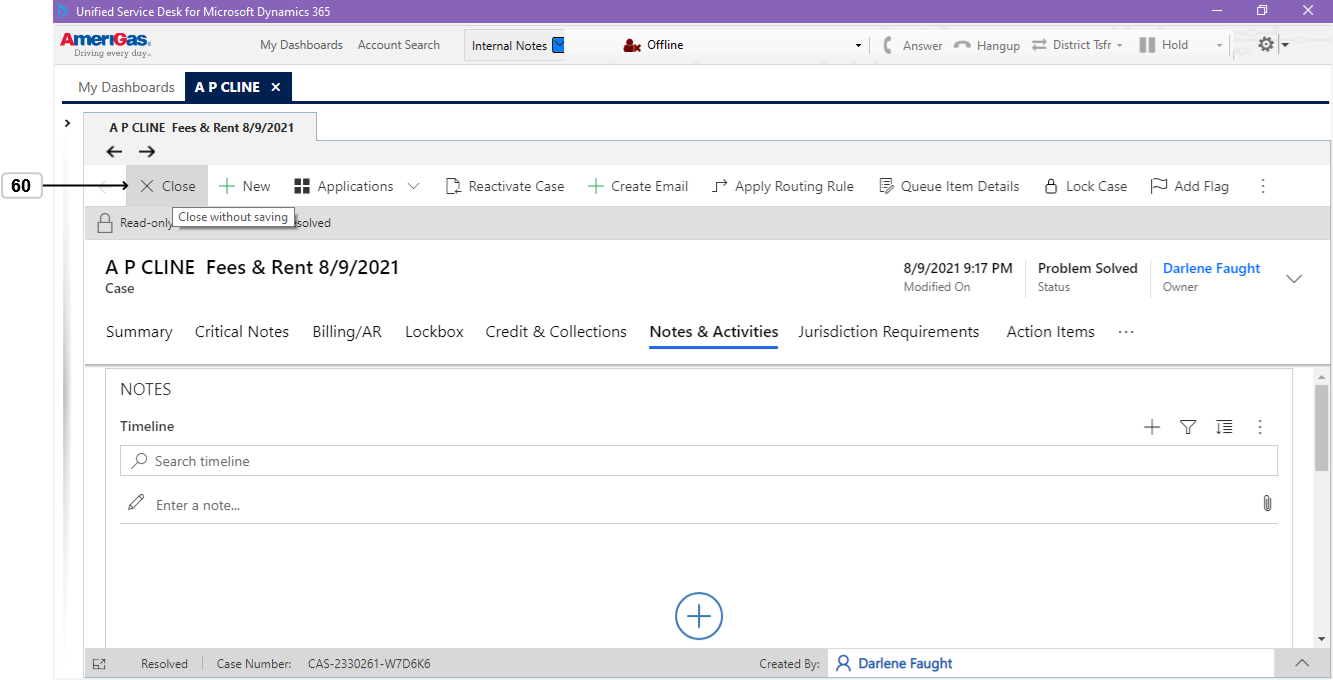 Unified Service Desk for Microsoft Dynamics 365
AmeriGas.
Driving every day..
My Dashboards Account Search Internal Notes Offline Answer Hangup District Tsfr Hold
My Dashboards A P CLINE ×
A P CLINE Fees & Rent 8/9/2021
60
Close New Applications Reactivate Case Create Email Apply Routing Rule Queue Item Details Lock Case Add Flag
Close without saving
Read-only solved
A P CLINE Fees & Rent 8/9/2021
Case
8/9/2021 9:17 PM Problem Solved Darlene Faught
Modified On Status Owner
Summary Critical Notes Billing/AR Lockbox Credit & Collections Notes & Activities Jurisdiction Requirements Action Items ...
NOTES
Timeline
Search timeline
Enter a note...
Resolved Case Number: CAS-2330261-W7D6K6 Created By: Darlene Faught